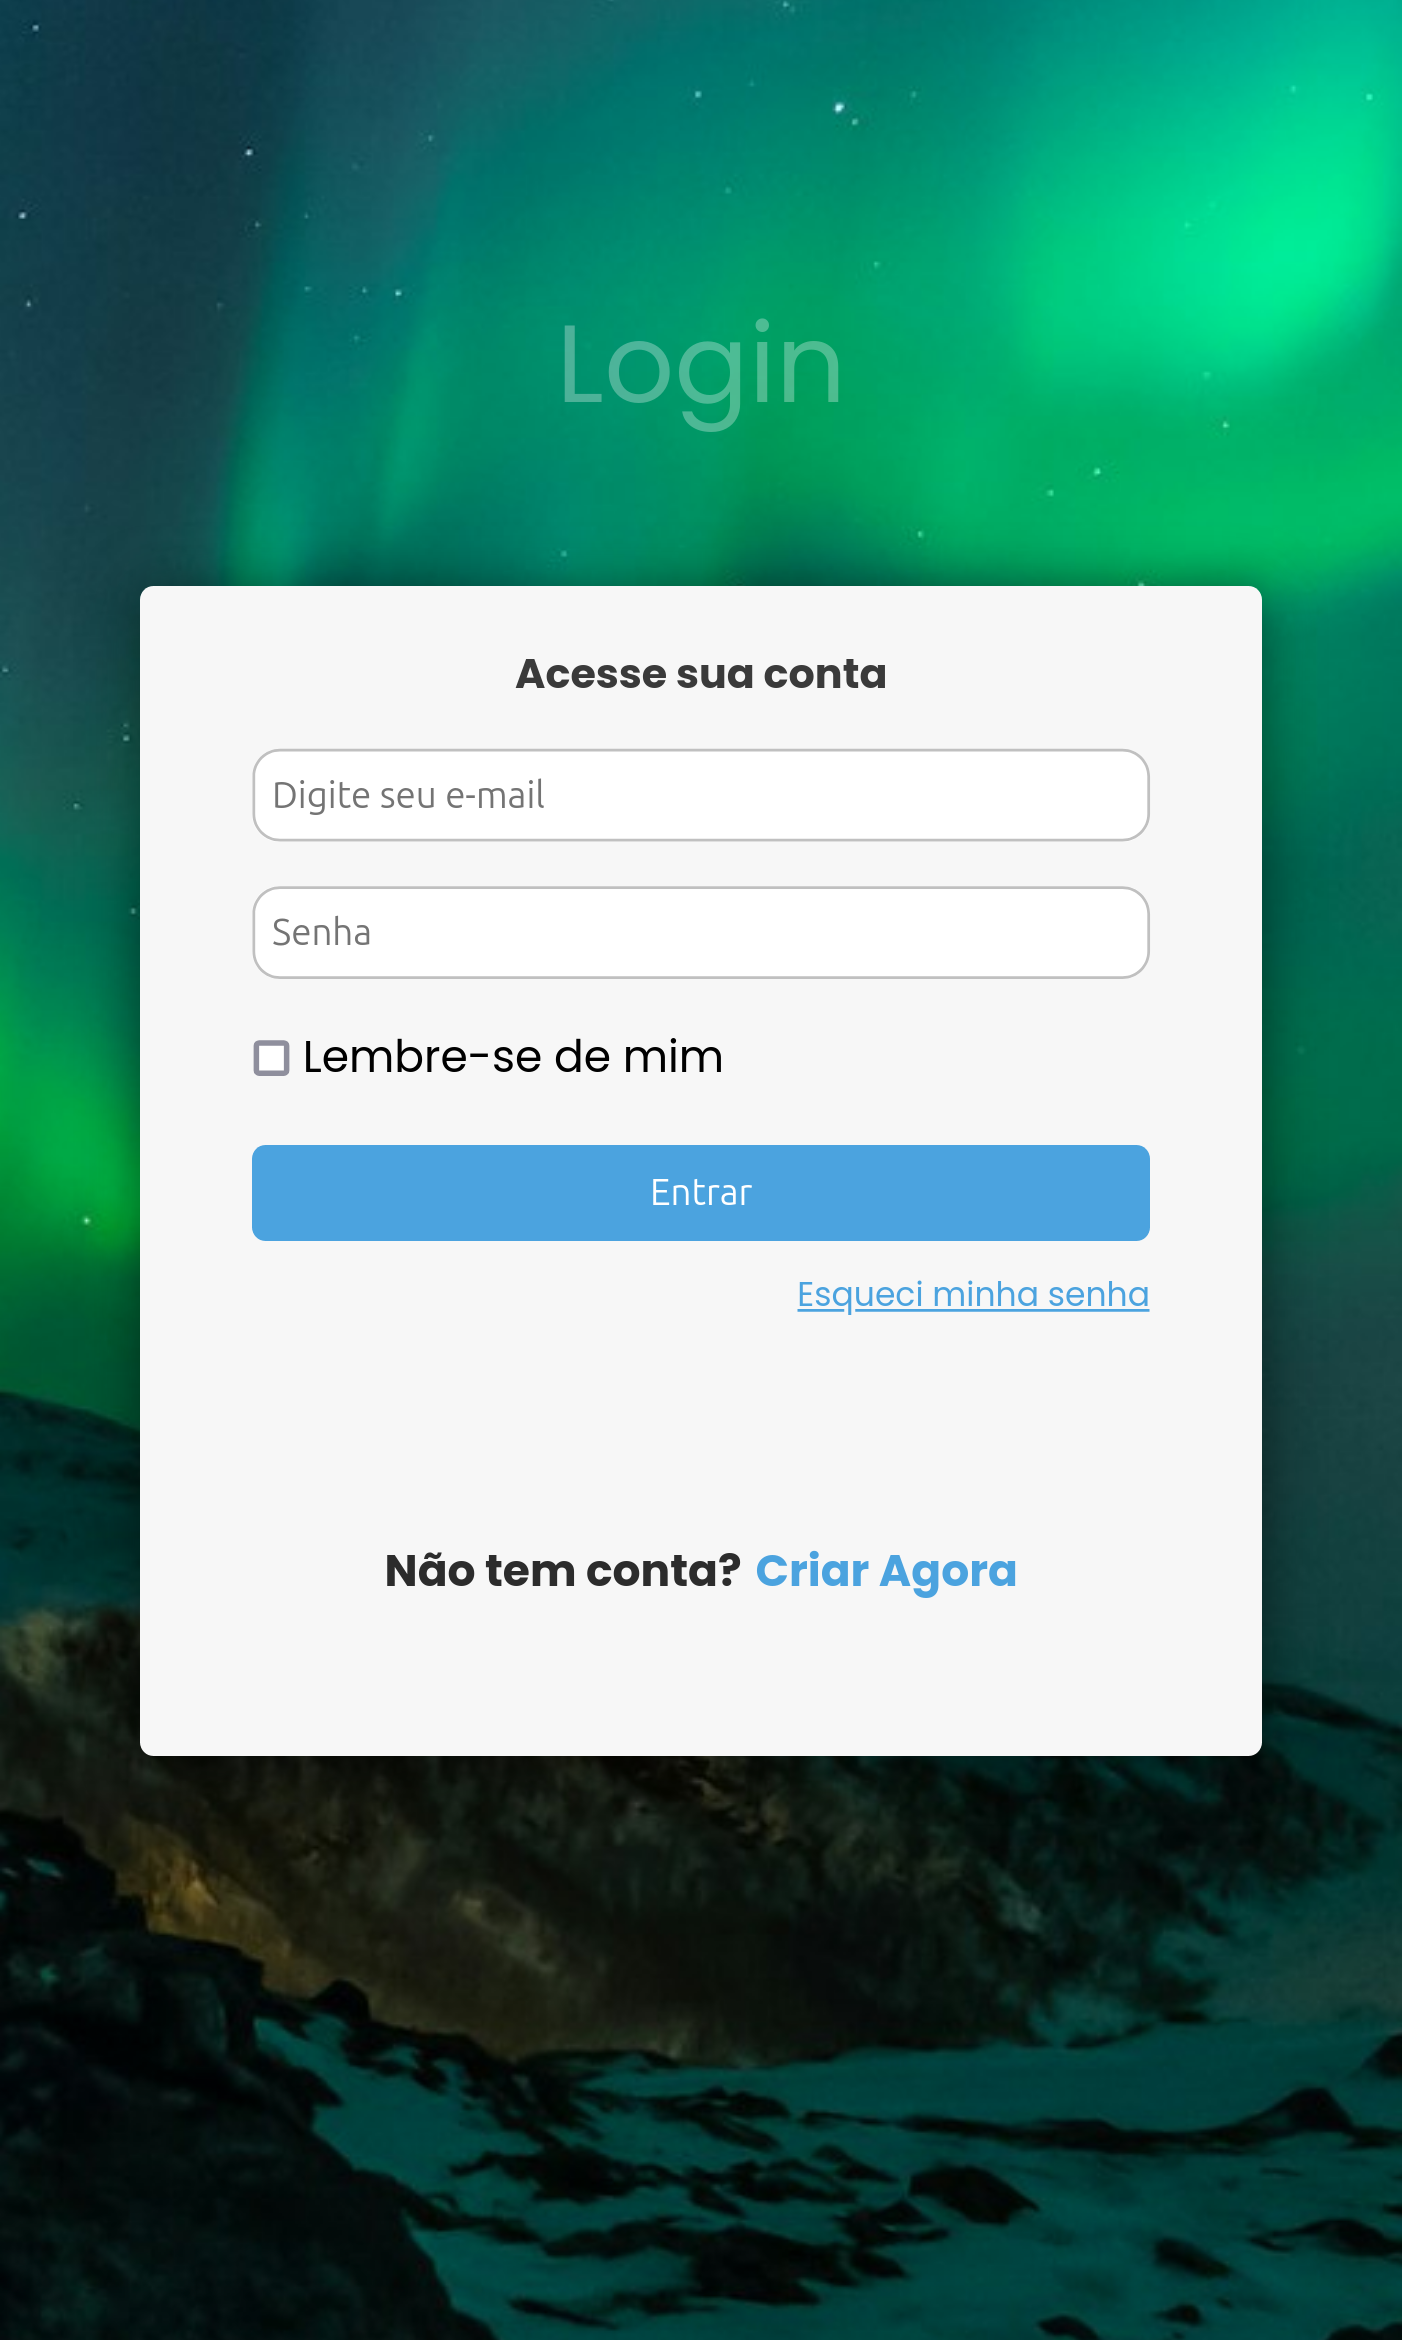 Login
Acesse sua conta
Digite seu e-mail
Senha
Lembre-se de mim
Entrar
Esqueci minha senha
Não tem conta? Criar Agora